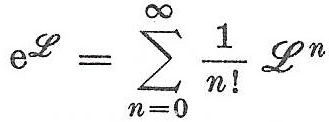 e^ℒ = ∑_{n=0}^{∞} 1/n! ℒ^n